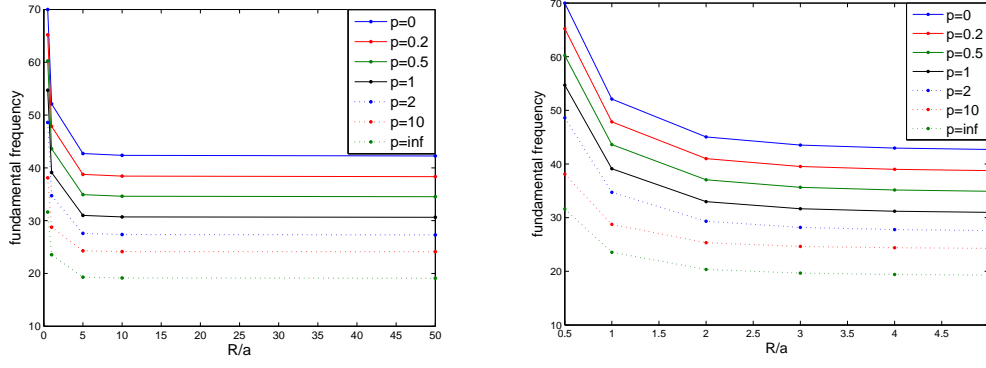 70
60
50
40
30
20
10
fundamental frequency
0 5 10 15 20 25 30 35 40 45 50
R/a
p=0
p=0.2
p=0.5
p=1
p=2
p=10
p=inf
70
60
50
40
30
20
10
fundamental frequency
0.5 1 1.5 2 2.5 3 3.5 4 4.5
R/a
p=0
p=0.2
p=0.5
p=1
p=2
p=10
p=inf